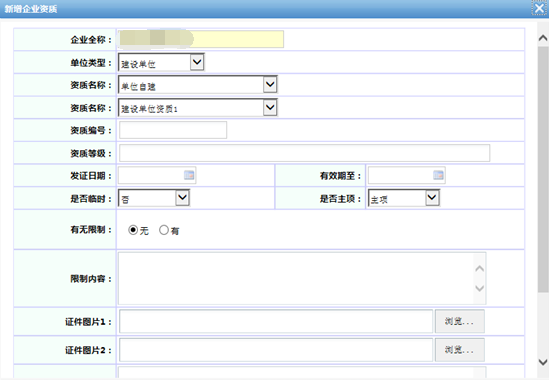 新增企业资质
企业全称：
单位类型： 建设单位
资质名称： 单位自建
资质名称： 建设单位资质1
资质编号：
资质等级：
发证日期： 有效期至：
是否临时： 否 是否主项： 主项
有无限制： 无 有
限制内容：
证件图片1： 浏览...
证件图片2： 浏览...